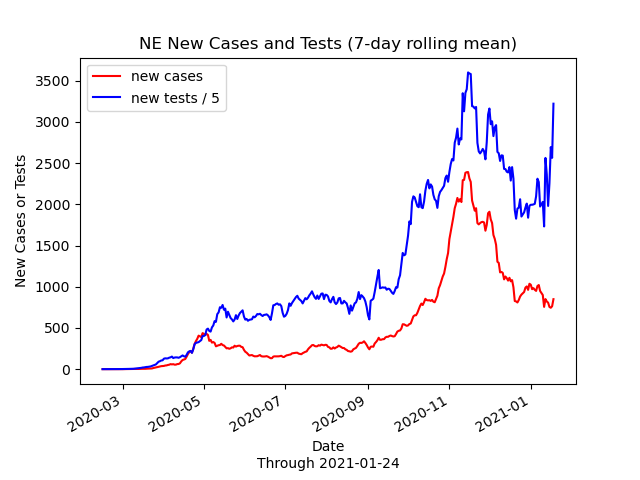 NE New Cases and Tests (7-day rolling mean)
new cases
new tests / 5
New Cases or Tests
3500
3000
2500
2000
1500
1000
500
0
2020-03
2020-05
2020-07
2020-09
2020-11
2021-01
Date
Through 2021-01-24